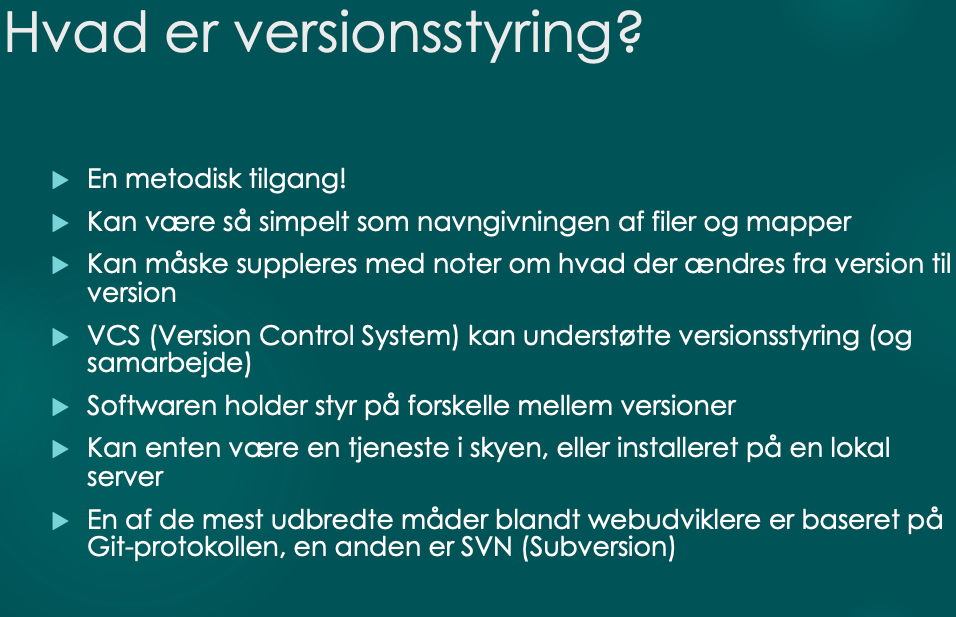 Hvad er versionsstyring?
En metodisk tilgang!
Kan være så simpelt som navngivningen af filer og mapper
Kan måske suppleres med noter om hvad der ændres fra version til
version
VCS (Version Control System) kan understøtte versionsstyring (og
samarbejde)
Softwaren holder styr på forskelle mellem versioner
Kan enten være en tjeneste i skyen, eller installeret på en lokal
server
En af de mest udbredte måder blandt webudviklere er baseret på
Git-protokollen, en anden er SVN (Subversion)